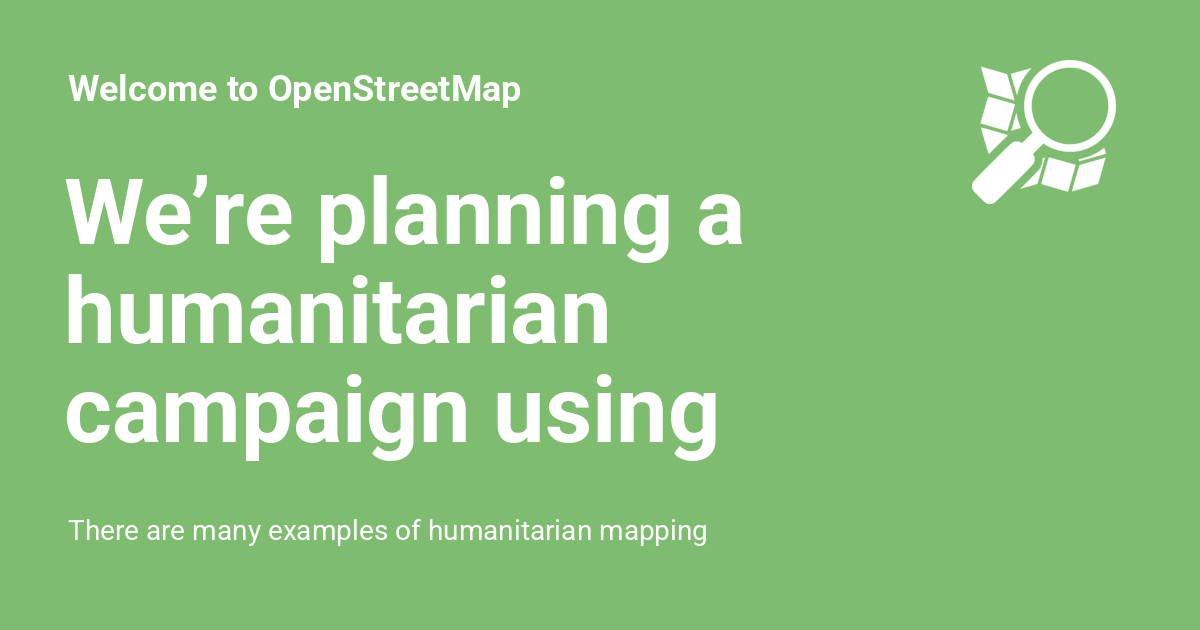 Welcome to OpenStreetMap
We’re planning a
humanitarian
campaign using
There are many examples of humanitarian mapping